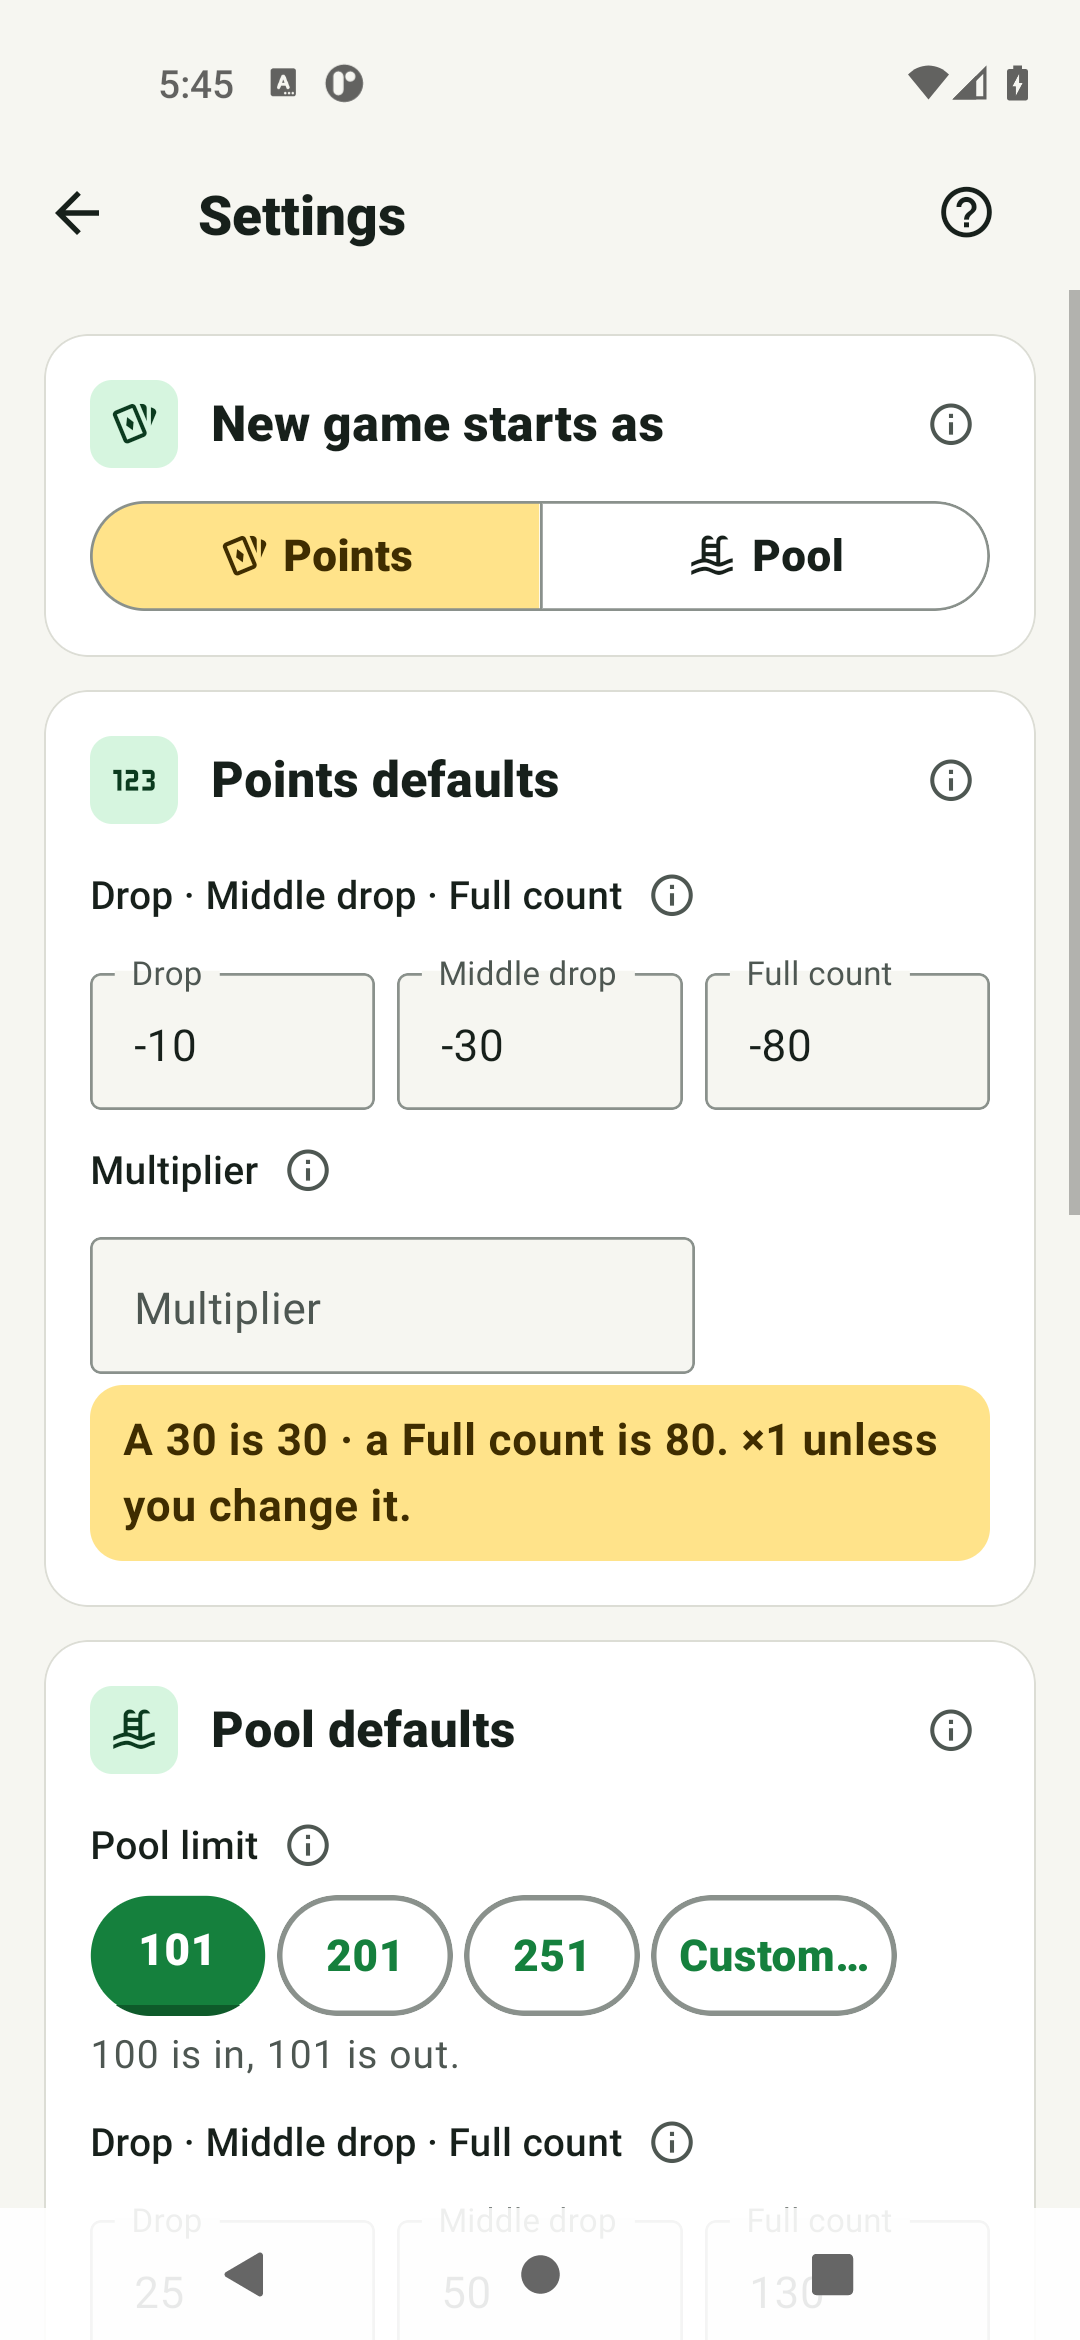 5:45
Settings
New game starts as
Points
Pool
123
Points defaults
Drop · Middle drop · Full count
Drop
Middle drop
Full count
-10
-30
-80
Multiplier
Multiplier
A 30 is 30 · a Full count is 80. ×1 unless
you change it.
Pool defaults
Pool limit
101
201
251
Custom...
100 is in, 101 is out.
Drop · Middle drop · Full count
Drop
Middle drop
Full count
25
50
130